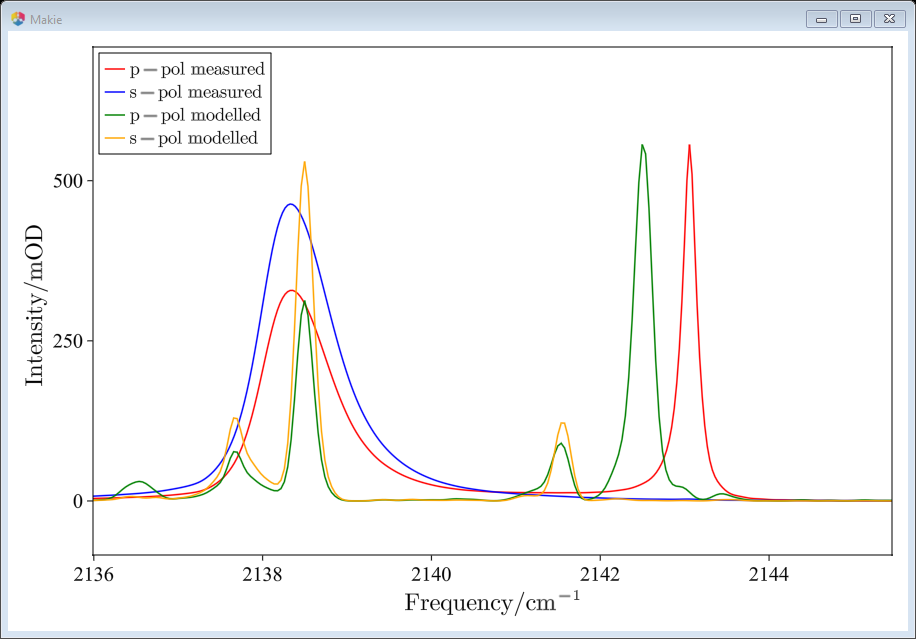 Makie
p − pol measured
s − pol measured
p − pol modelled
s − pol modelled
500
250
0
Intensity/mOD
2136 2138 2140 2142 2144
Frequency/cm⁻¹